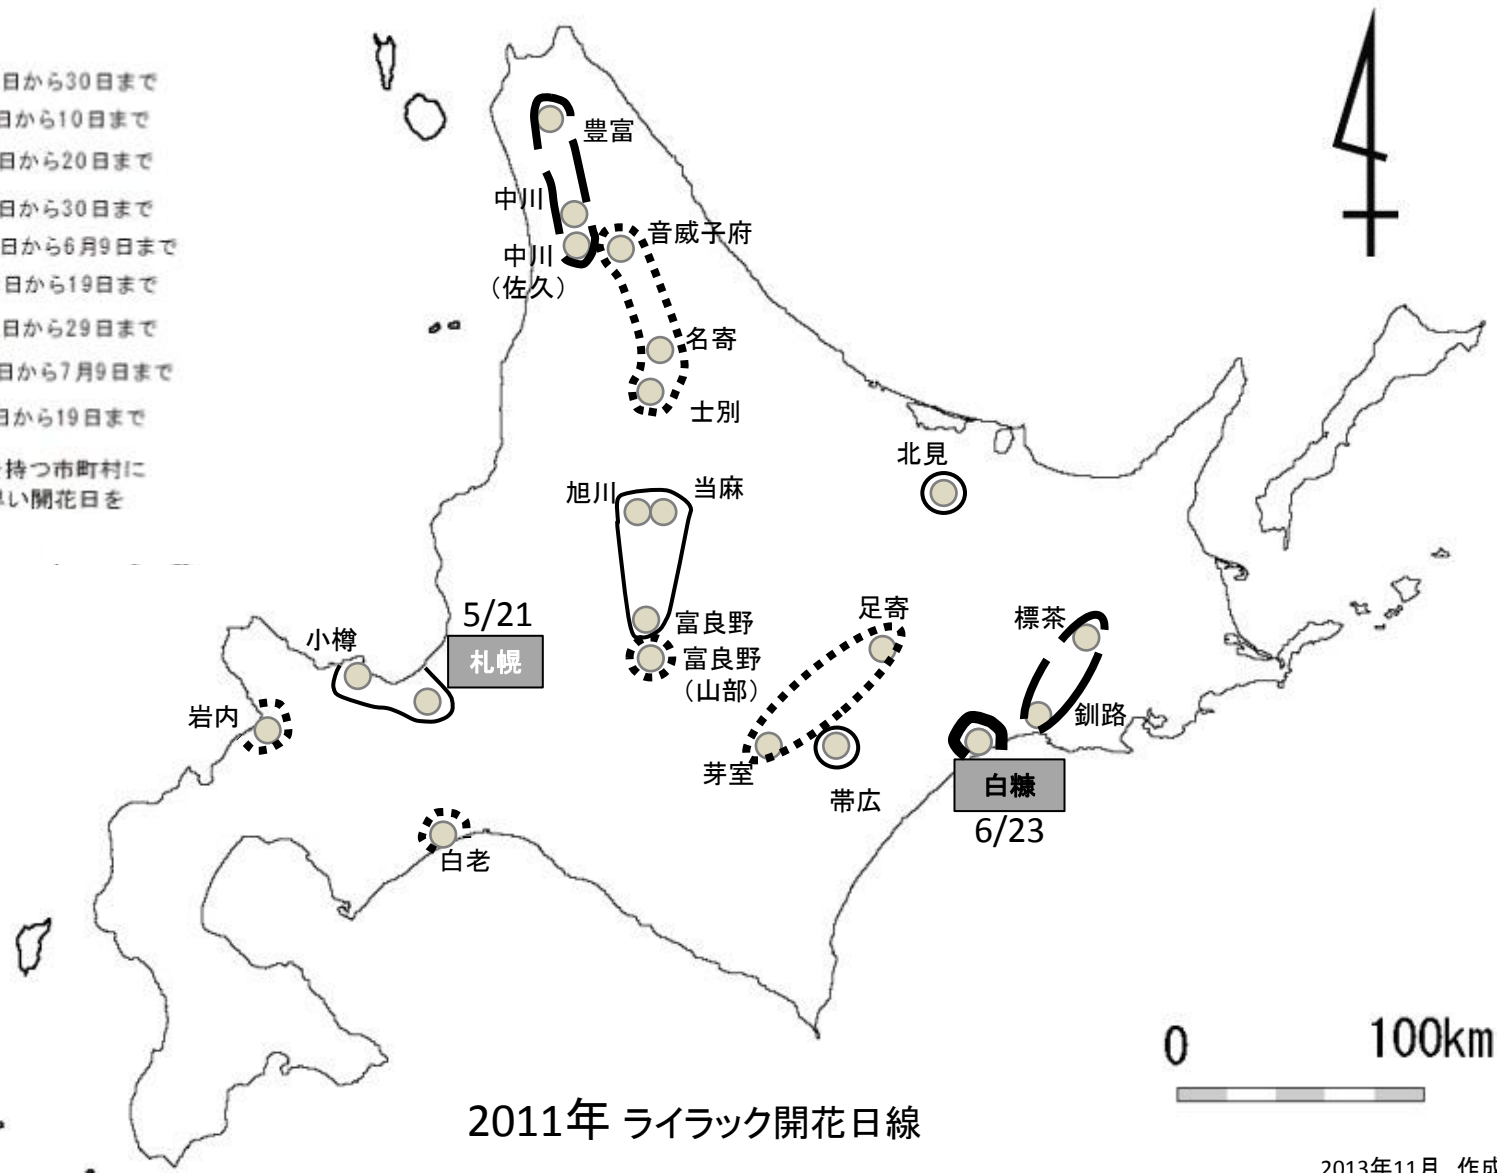 日から30日まで
日から10日まで
日から20日まで
日から30日まで
日から6月9日まで
日から19日まで
日から29日まで
日から7月9日まで
日から19日まで
持つ市町村に
い開花日を
豊富
中川
音威子府
中川
（佐久）
名寄
士別
北見
旭川
当麻
5/21
札幌
小樽
富良野
富良野
（山部）
足寄
標茶
岩内
釧路
芽室
帯広
白糠
6/23
白老
0
100km
2011年 ライラック開花日線
2013年11月 作成